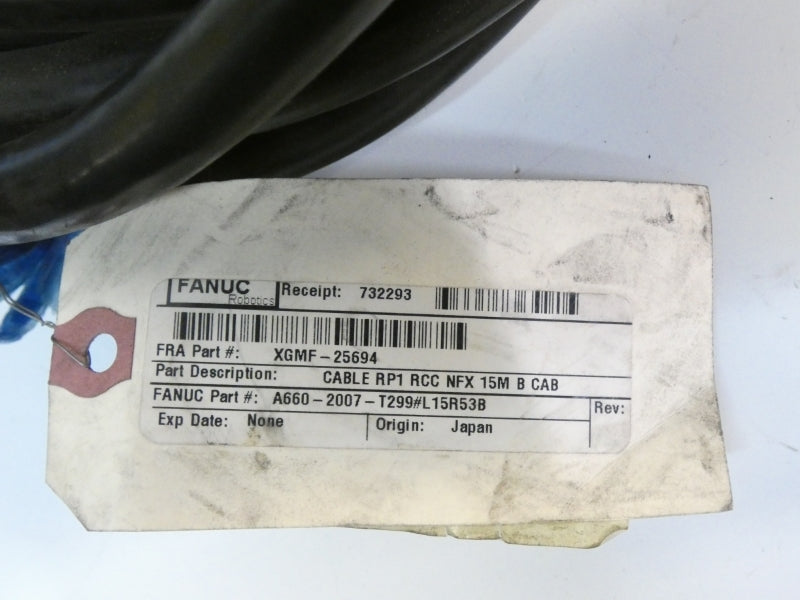 FANUC
Robotics
Receipt: 732293
FRA Part #: XGMF-25694
Part Description: CABLE RP1 RCC NFX 15M B CAB
FANUC Part #: A660-2007-T299#L15R53B Rev:
Exp Date: None Origin: Japan